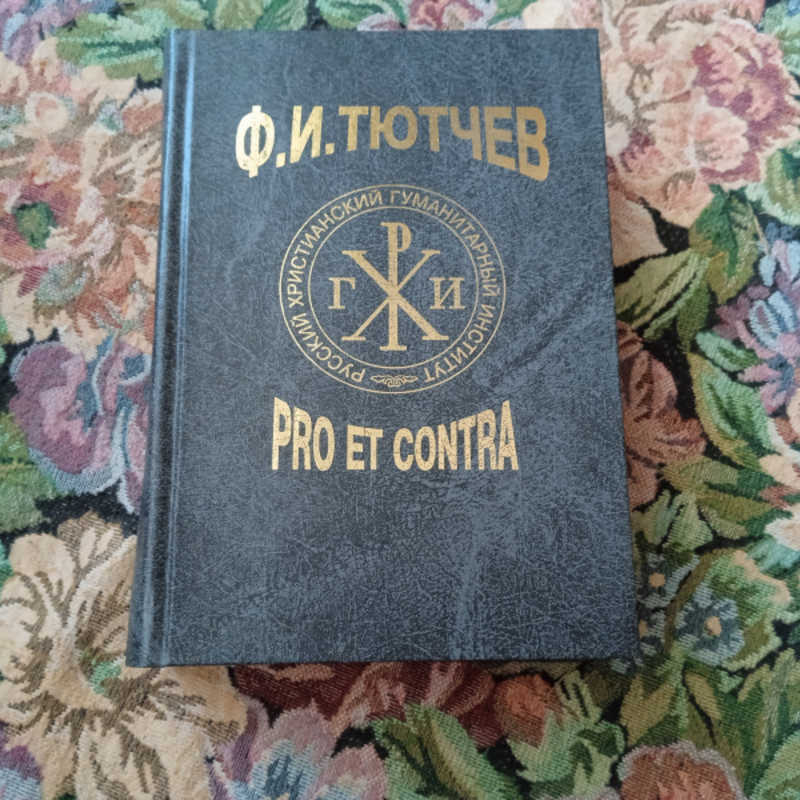 Ф.И.ТЮТЧЕВ
РУССКИЙ ХРИСТИАНСКИЙ ГУМАНИТАРНЫЙ ИНСТИТУТ
Р
Г Х И
PRO ET CONTRA